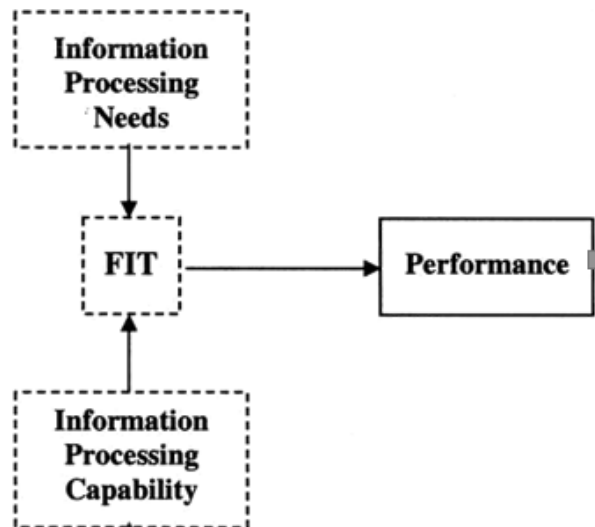 Information
Processing
Needs
FIT
Performance
Information
Processing
Capability